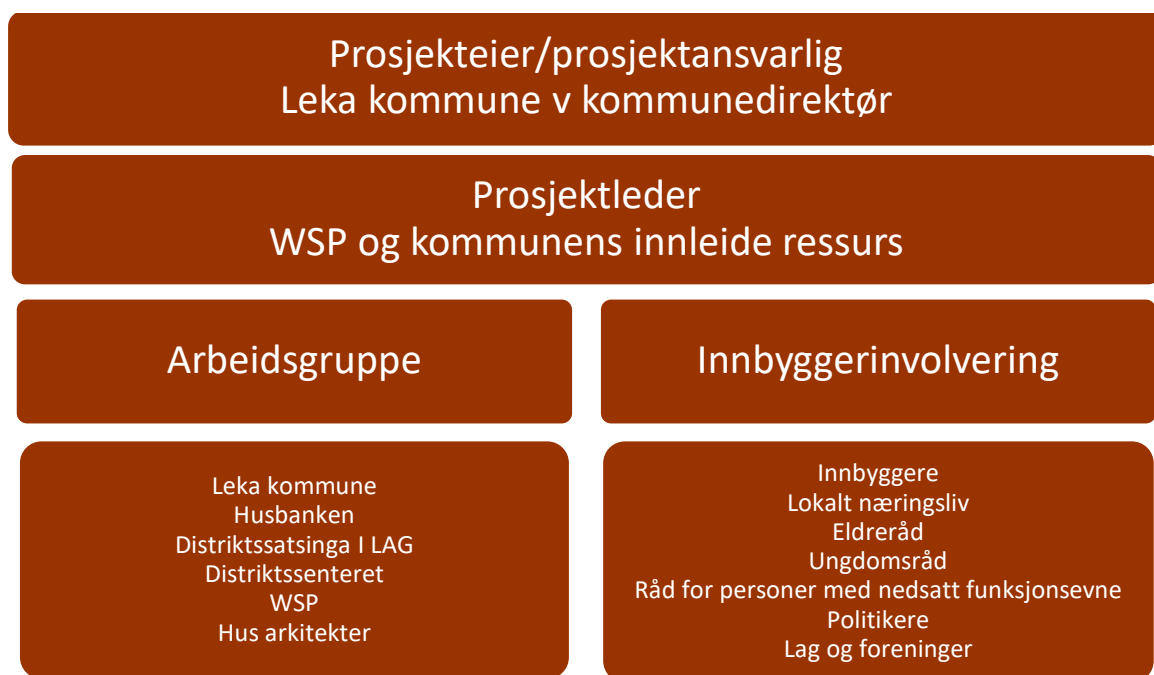 Prosjekteier/prosjektansvarlig
Leka kommune v kommunedirektør
Prosjektleder
WSP og kommunens innleide ressurs
Arbeidsgruppe
Innbyggerinvolvering
Leka kommune
Husbanken
Distriktssatsinga I LAG
Distriktssenteret
WSP
Hus arkitekter
Innbyggere
Lokalt næringsliv
Eldreråd
Ungdomsråd
Råd for personer med nedsatt funksjonsevne
Politikere
Lag og foreninger